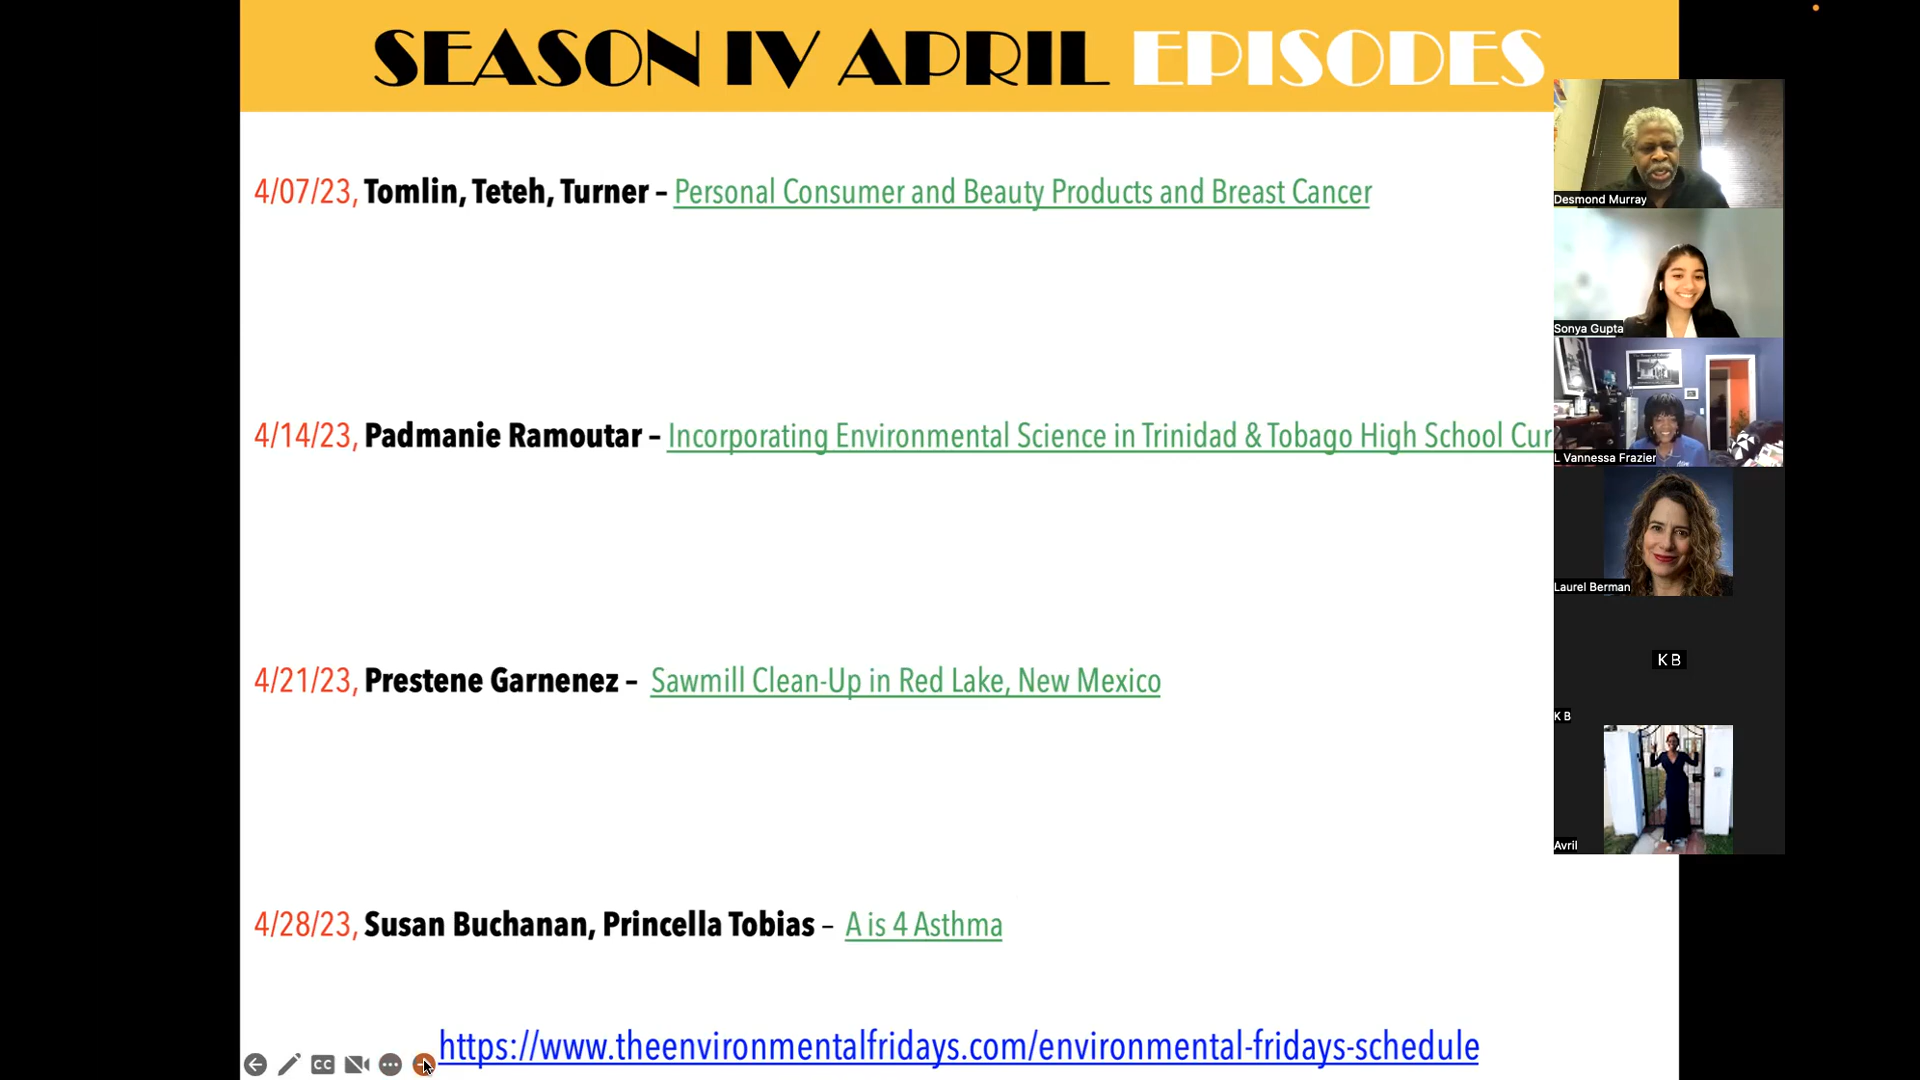 SEASON IV APRIL EPISODES
4/07/23, Tomlin, Teteh, Turner – Personal Consumer and Beauty Products and Breast Cancer
4/14/23, Padmanie Ramoutar – Incorporating Environmental Science in Trinidad & Tobago High School Cur
4/21/23, Prestene Garnenez – Sawmill Clean-Up in Red Lake, New Mexico
4/28/23, Susan Buchanan, Princella Tobias – A is 4 Asthma
https://www.theenvironmentalfridays.com/environmental-fridays-schedule
CC
Desmond Murray
Sonya Gupta
L Vannessa Frazier
Laurel Berman
K B
K B
Avril